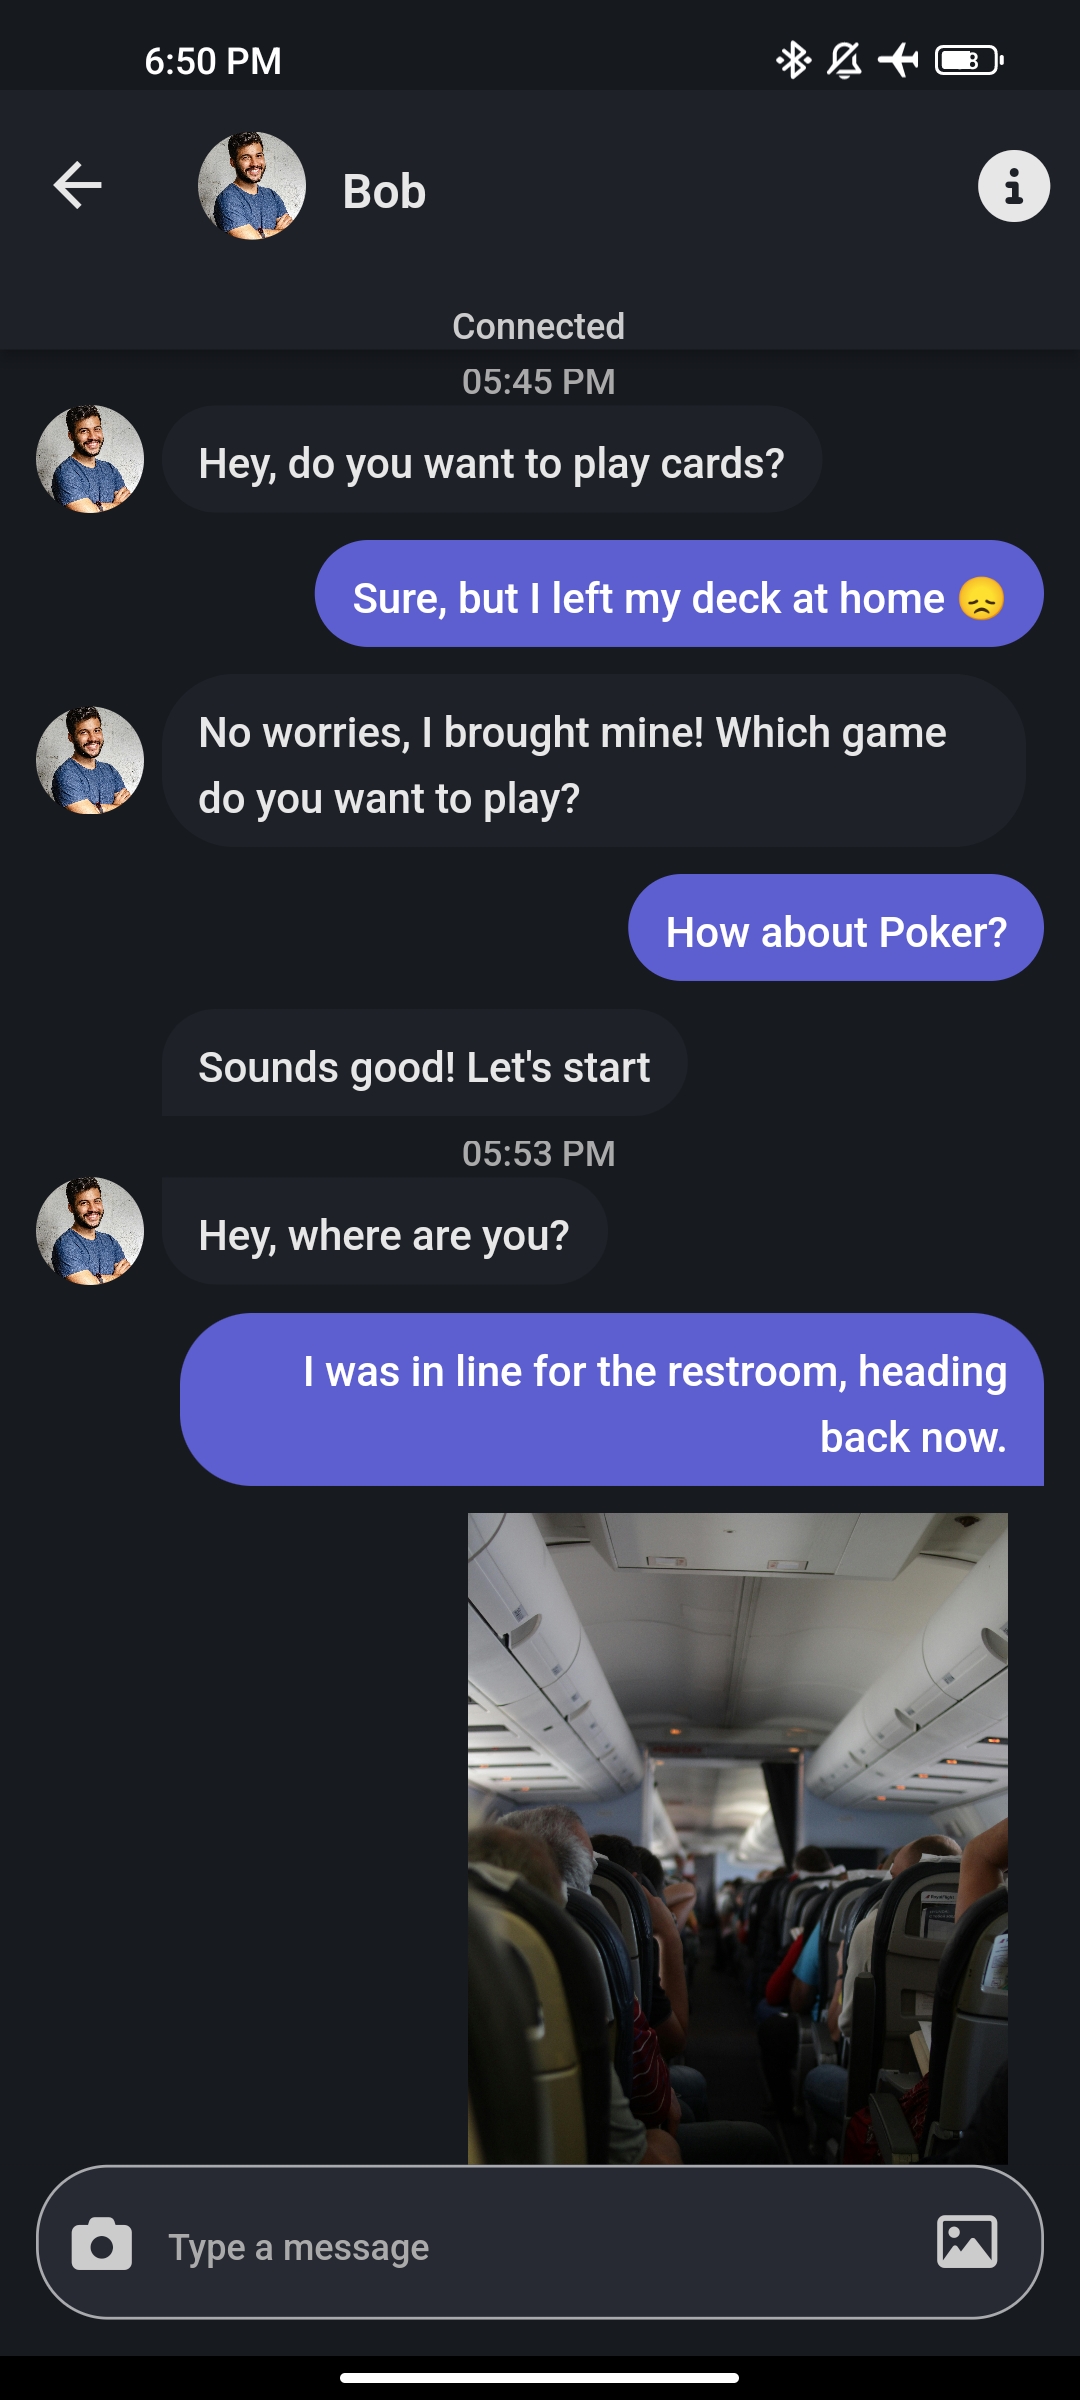 6:50 PM
Bob
Connected
05:45 PM
Hey, do you want to play cards?
Sure, but I left my deck at home 😞
No worries, I brought mine! Which game
do you want to play?
How about Poker?
Sounds good! Let's start
05:53 PM
Hey, where are you?
I was in line for the restroom, heading
back now.
Type a message